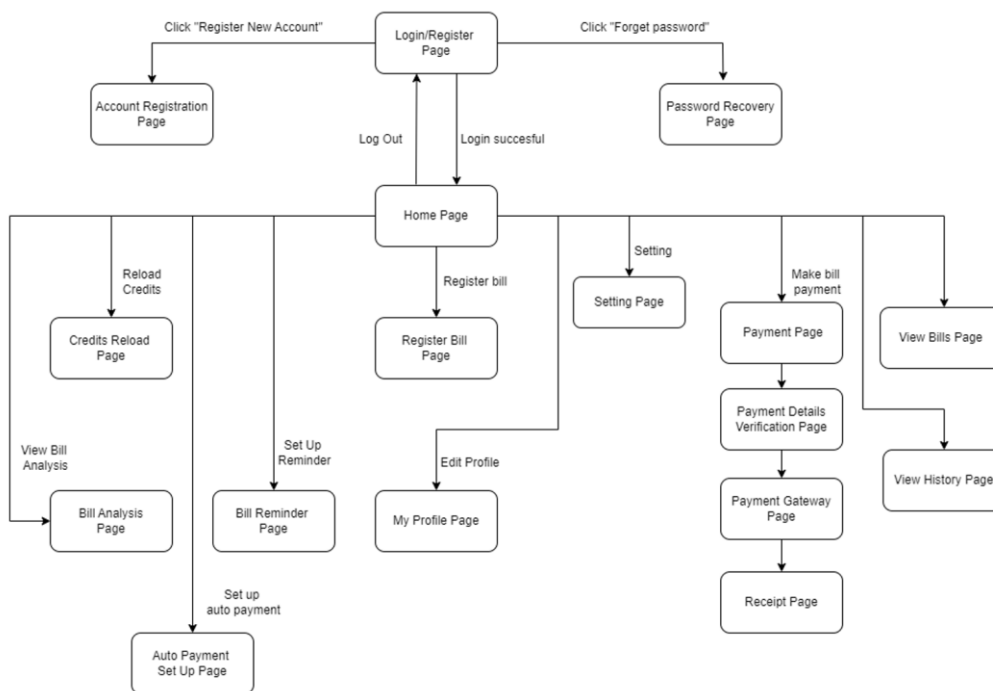 Click "Register New Account"
Login/Register
Page
Click "Forget password"
Account Registration
Page
Password Recovery
Page
Log Out
Login succesful
Home Page
Reload
Credits
Register bill
Setting
Make bill
payment
Setting Page
Credits Reload
Page
Register Bill
Page
Payment Page
View Bills Page
Payment Details
Verification Page
View Bill
Analysis
Set Up
Reminder
Edit Profile
View History Page
Bill Analysis
Page
Bill Reminder
Page
My Profile Page
Payment Gateway
Page
Set up
auto payment
Receipt Page
Auto Payment
Set Up Page